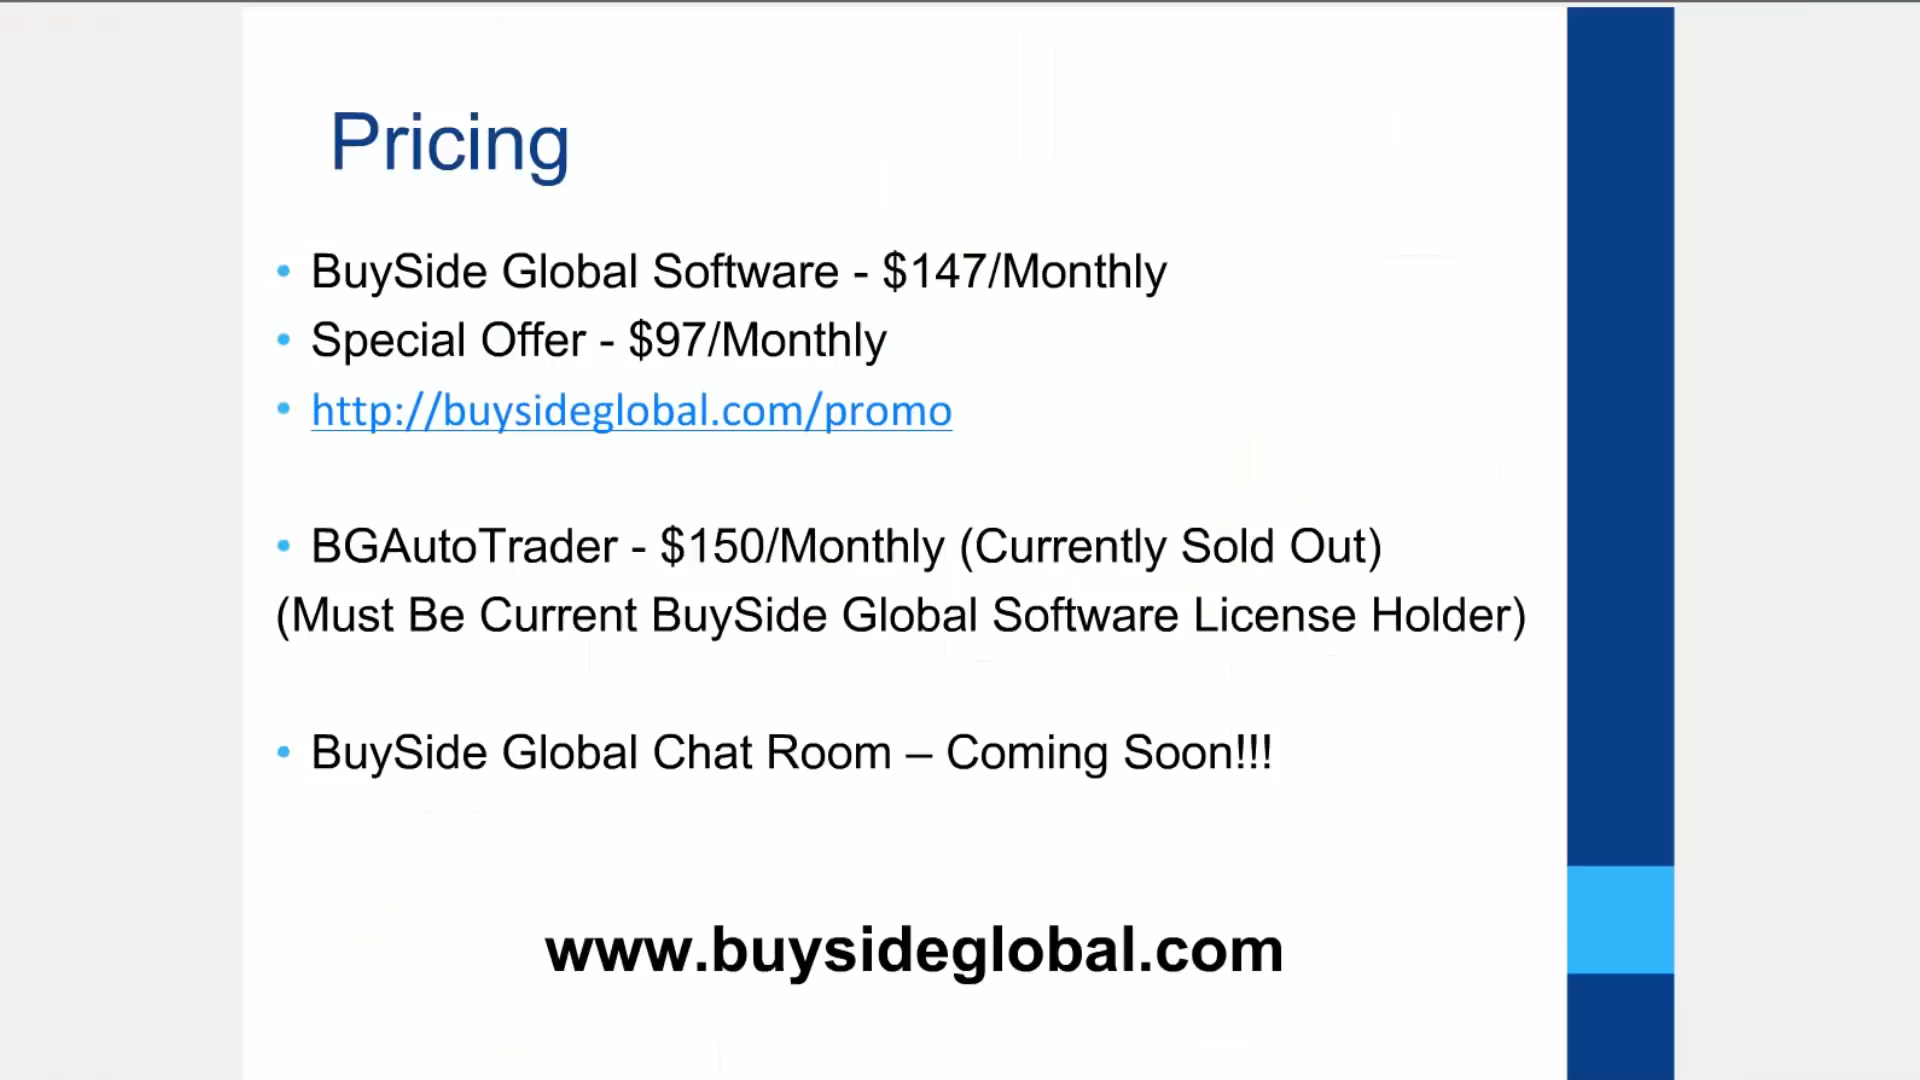 Pricing
• BuySide Global Software - $147/Monthly
• Special Offer - $97/Monthly
• http://buysideglobal.com/promo
• BGAutoTrader - $150/Monthly (Currently Sold Out)
(Must Be Current BuySide Global Software License Holder)
• BuySide Global Chat Room – Coming Soon!!!
www.buysideglobal.com